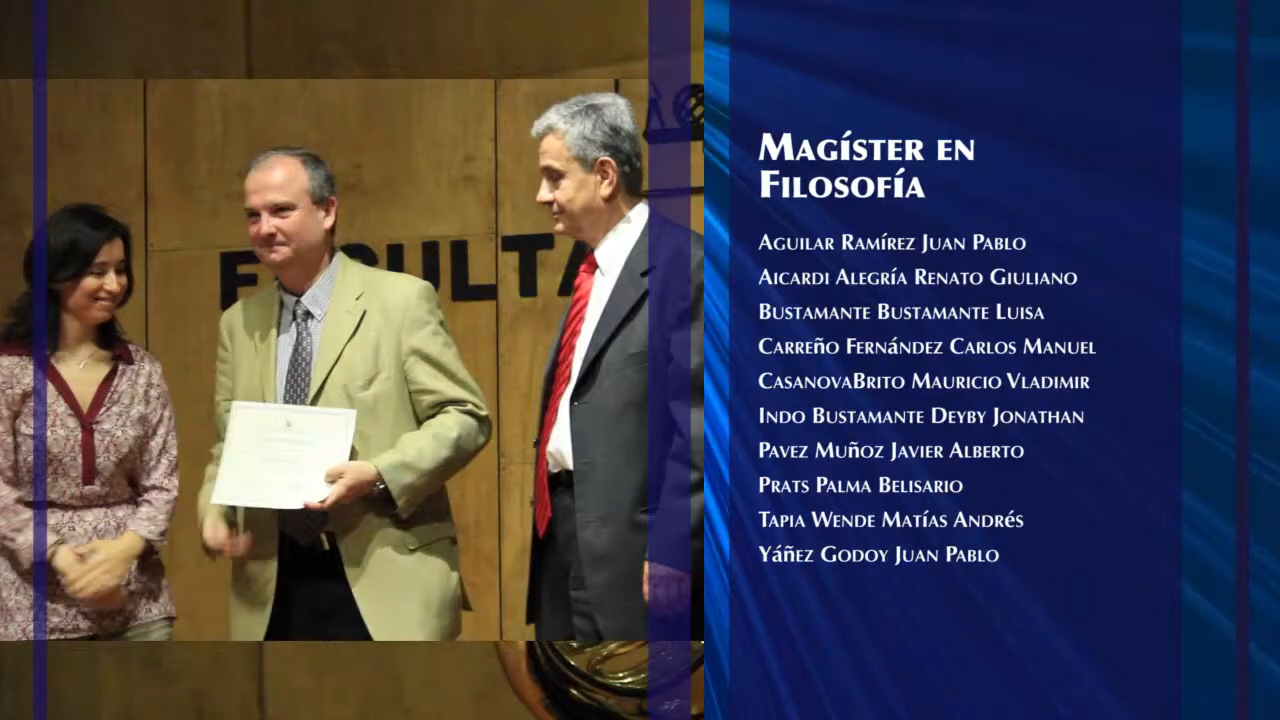 FACULTA
Magíster en
Filosofía
Aguilar Ramírez Juan Pablo
Aicardi Alegría Renato Giuliano
Bustamante Bustamante Luisa
Carreño Fernández Carlos Manuel
CasanovaBrito Mauricio Vladimir
Indo Bustamante Deyby Jonathan
Pavez Muñoz Javier Alberto
Prats Palma Belisario
Tapia Wende Matías Andrés
Yáñez Godoy Juan Pablo